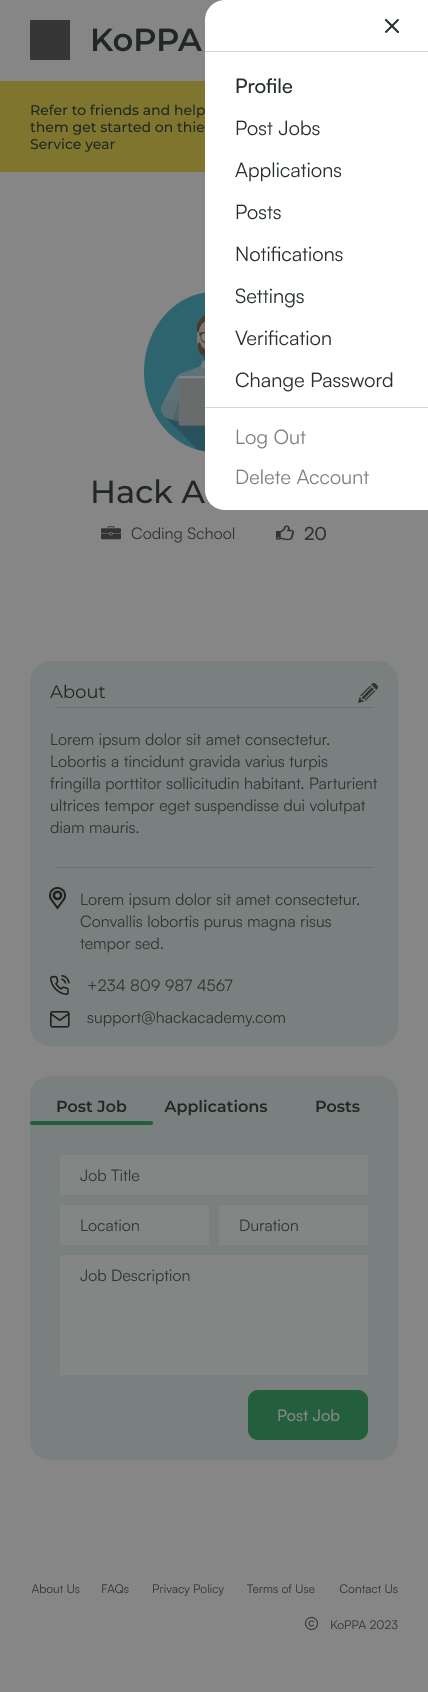 KoPPA
Refer to friends and help
them get started on thie
Service year
Profile
Post Jobs
Applications
Posts
Notifications
Settings
Verification
Change Password
Log Out
Delete Account
Hack A
Coding School
20
About
Lorem ipsum dolor sit amet consectetur.
Lobortis a tincidunt gravida varius turpis
fringilla porttitor sollicitudin habitant. Parturient
ultrices tempor eget suspendisse dui volutpat
diam mauris.
Lorem ipsum dolor sit amet consectetur.
Convallis lobortis purus magna risus
tempor sed.
+234 809 987 4567
support@hackacademy.com
Post Job Applications Posts
Job Title
Location Duration
Job Description
Post Job
About Us FAQs Privacy Policy Terms of Use Contact Us
© KoPPA 2023